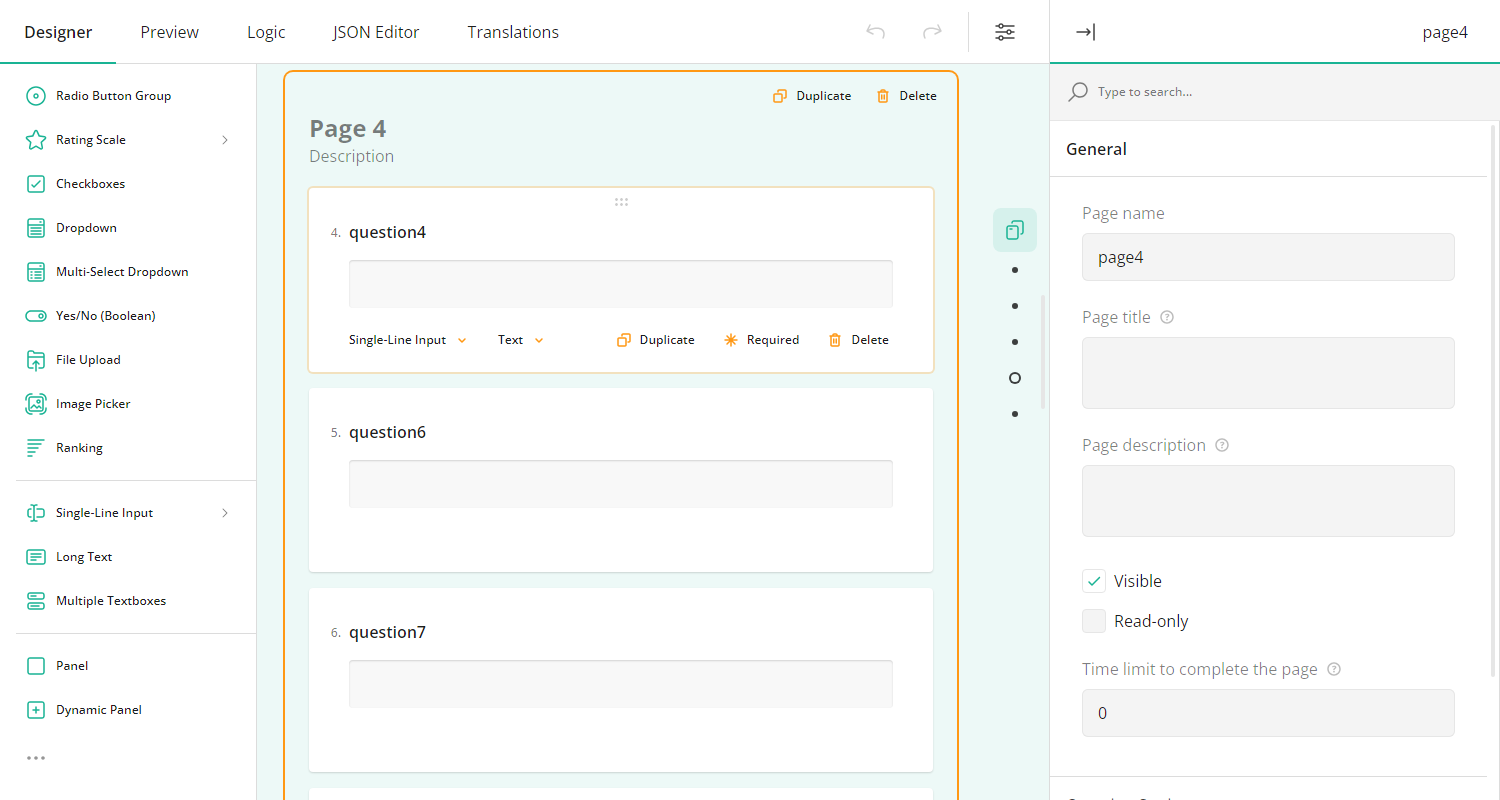 Designer
Preview
Logic
JSON Editor
Translations
page4
Radio Button Group
Rating Scale
Checkboxes
Dropdown
Multi-Select Dropdown
Yes/No (Boolean)
File Upload
Image Picker
Ranking
Single-Line Input
Long Text
Multiple Textboxes
Panel
Dynamic Panel
Duplicate
Delete
Page 4
Description
4. question4
Single-Line Input
Text
Duplicate
Required
Delete
5. question6
6. question7
Type to search...
General
Page name
page4
Page title
Page description
Visible
Read-only
Time limit to complete the page
0